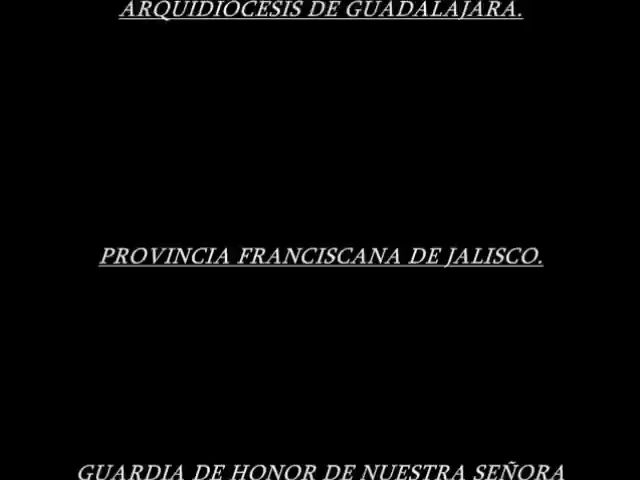 ARQUIDIOCESIS DE GUADALAJARA.
PROVINCIA FRANCISCANA DE JALISCO.
GUARDIA DE HONOR DE NUESTRA SEÑORA